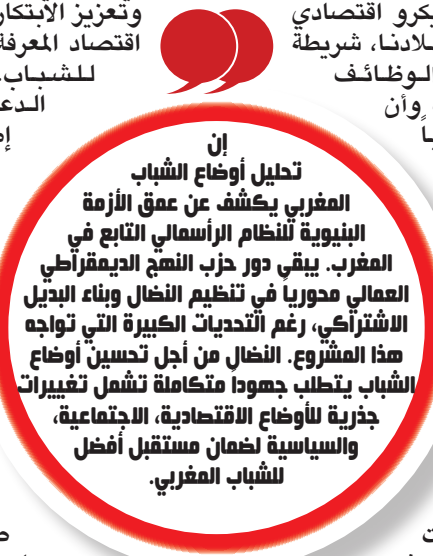 وتعزيز الابتكار
اقتصاد المعرفة
للشباب.
الدع
يكرو اقتصادي
لادنا، شريطة
الوظائف
وأن
إن
تحليل أوضاع الشباب
المغربي يكشف عن عمق الأزمة
البنيوية للنظام الرأسمالي التابع في
المغرب. يبقى دور حزب النهج الديمقراطي
العمالي محورياً في تنظيم النضال وبناء البديل
الاشتراكي، رغم التحديات الكبيرة التي تواجه
هذا المشروع. النضال من أجل تحسين أوضاع
الشباب يتطلب جهوداً متكاملة تشمل تغييرات
جذرية للأوضاع الاقتصادية، الاجتماعية،
والسياسية لضمان مستقبل أفضل
للشباب المغربي.